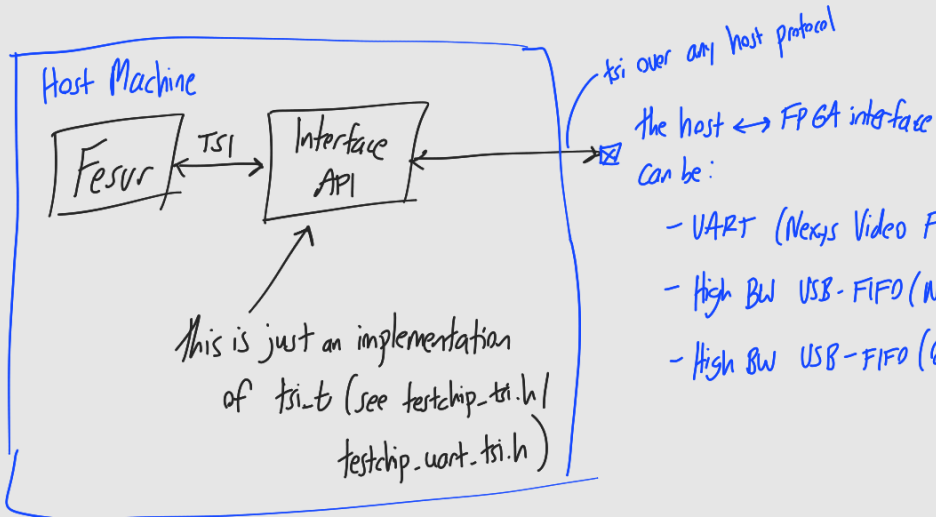 Host Machine
Fesvr
TSI
Interface
API
this is just an implementation
of tsi_t (see testchip_tsi.h/
testchip_uart_tsi.h)
tsi over any host protocol
the host ↔ FPGA interface
can be:
- UART (Nexys Video F
- High BW USB-FIFO (N
- High BW USB-FIFO (